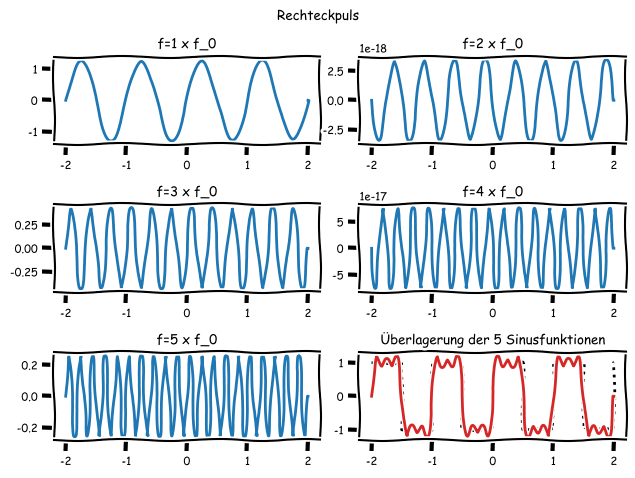 Rechteckpuls
f=1 x f_0
1
0
-1
-2 -1 0 1 2
f=2 x f_0
1e-18
2.5
0.0
-2.5
-2 -1 0 1 2
f=3 x f_0
0.25
0.00
-0.25
-2 -1 0 1 2
f=4 x f_0
1e-17
5
0
-5
-2 -1 0 1 2
f=5 x f_0
0.2
0.0
-0.2
-2 -1 0 1 2
Überlagerung der 5 Sinusfunktionen
1
0
-1
-2 -1 0 1 2